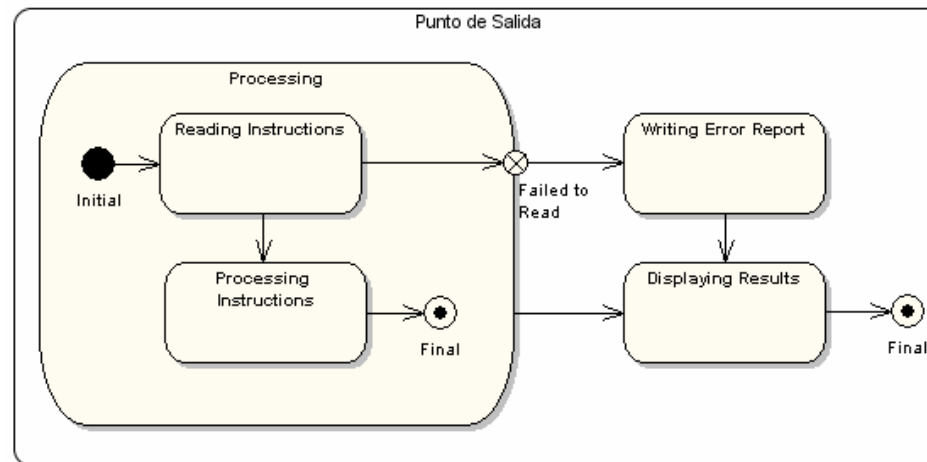 Punto de Salida
Processing
Reading Instructions
Writing Error Report
Initial
Failed to
Read
Processing
Instructions
Displaying Results
Final
Final